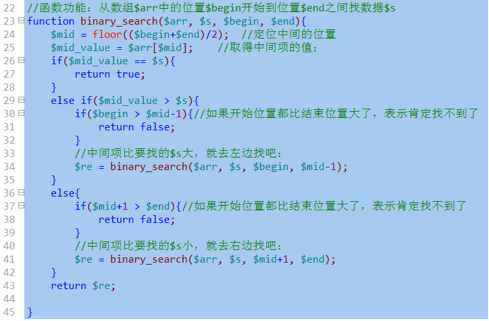 22 //函数功能：从数组$arr中的位置$begin开始到位置$end之间找数据$s
23 function binary_search($arr, $s, $begin, $end){
24     $mid = floor(($begin+$end)/2);  //定位中间的位置
25     $mid_value = $arr[$mid];    //取得中间项的值；
26     if($mid_value == $s){
27         return true;
28     }
29     else if($mid_value > $s){
30         if($begin > $mid-1){//如果开始位置都比结束位置大了，表示肯定找不到了
31             return false;
32         }
33         //中间项比要找的$s大，就去左边找吧：
34         $re = binary_search($arr, $s, $begin, $mid-1);
35     }
36     else{
37         if($mid+1 > $end){//如果开始位置都比结束位置大了，表示肯定找不到了
38             return false;
39         }
40         //中间项比要找的$s小，就去右边找吧：
41         $re = binary_search($arr, $s, $mid+1, $end);
42     }
43     return $re;
44
45 }